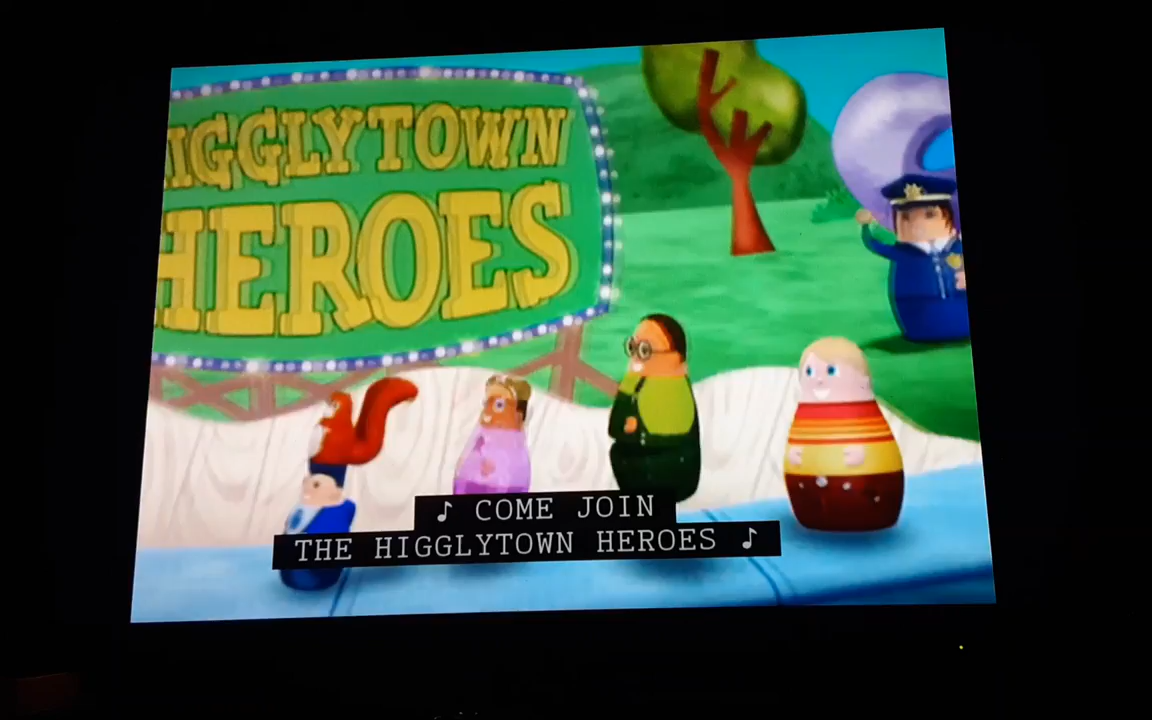 IGGLYTOWN
HEROES
♪ COME JOIN
THE HIGGLYTOWN HEROES ♪